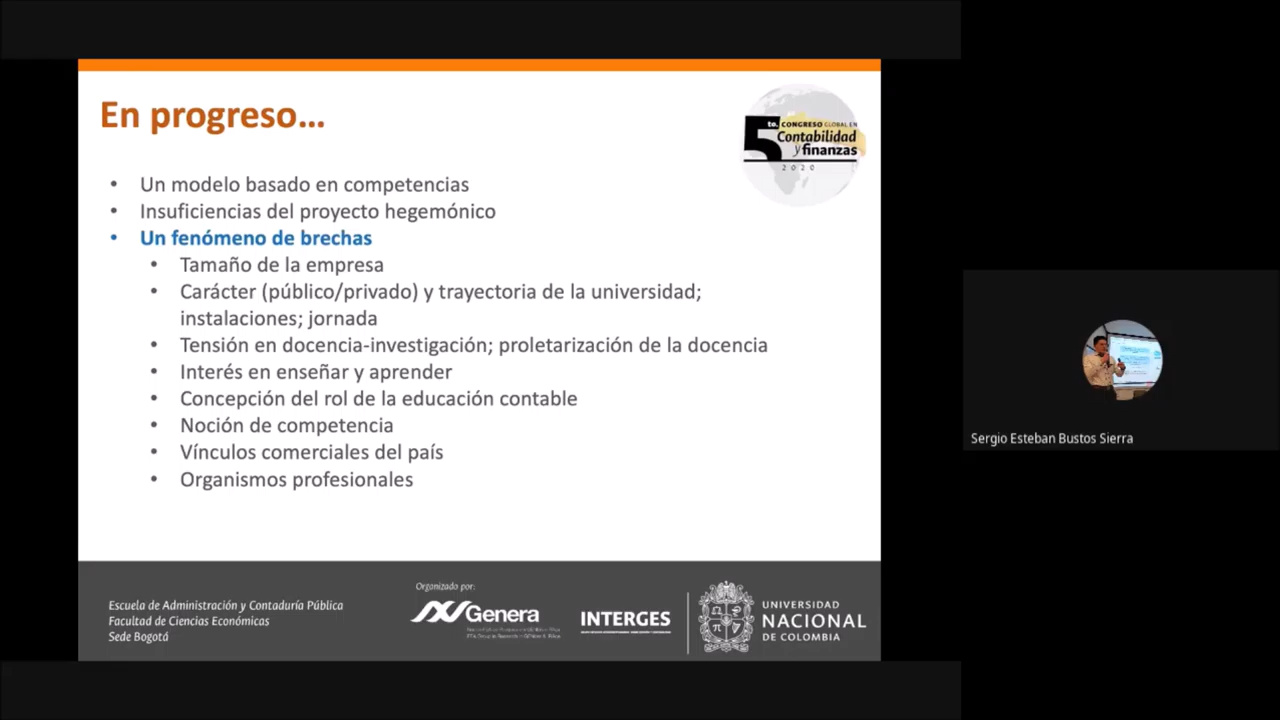 En progreso...
5to. CONGRESO GLOBAL EN
Contabilidad
y finanzas
2020
• Un modelo basado en competencias
• Insuficiencias del proyecto hegemónico
• Un fenómeno de brechas
• Tamaño de la empresa
• Carácter (público/privado) y trayectoria de la universidad;
instalaciones; jornada
• Tensión en docencia-investigación; proletarización de la docencia
• Interés en enseñar y aprender
• Concepción del rol de la educación contable
• Noción de competencia
• Vínculos comerciales del país
• Organismos profesionales
Sergio Esteban Bustos Sierra
Escuela de Administración y Contaduría Pública
Facultad de Ciencias Económicas
Sede Bogotá
Organizado por:
Genera
INTERGES
UNIVERSIDAD
NACIONAL
DE COLOMBIA